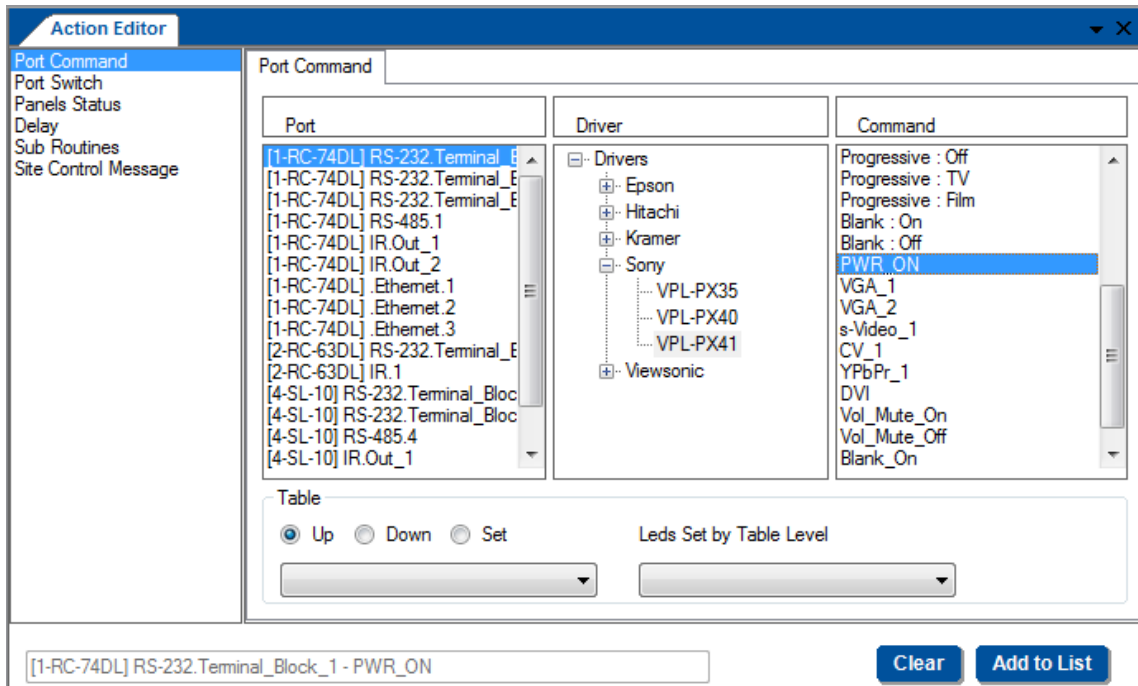 Action Editor
Port Command
Port Switch
Panels Status
Delay
Sub Routines
Site Control Message
Port Command
Port
[1-RC-74DL] RS-232.Terminal_
[1-RC-74DL] RS-232.Terminal_
[1-RC-74DL] RS-232.Terminal_
[1-RC-74DL] RS-485.1
[1-RC-74DL] IR.Out_1
[1-RC-74DL] IR.Out_2
[1-RC-74DL] .Ethernet.1
[1-RC-74DL] .Ethernet.2
[1-RC-74DL] .Ethernet.3
[2-RC-63DL] RS-232.Terminal_
[2-RC-63DL] IR.1
[4-SL-10] RS-232.Terminal_Bloc
[4-SL-10] RS-232.Terminal_Bloc
[4-SL-10] RS-485.4
[4-SL-10] IR.Out_1
Driver
Drivers
Epson
Hitachi
Kramer
Sony
VPL-PX35
VPL-PX40
VPL-PX41
Viewsonic
Command
Progressive : Off
Progressive : TV
Progressive : Film
Blank : On
Blank : Off
PWR_ON
VGA_1
VGA_2
s-Video_1
CV_1
YPbPr_1
DVI
Vol_Mute_On
Vol_Mute_Off
Blank_On
Table
Up Down Set
Leds Set by Table Level
[1-RC-74DL] RS-232.Terminal_Block_1 - PWR_ON
Clear
Add to List